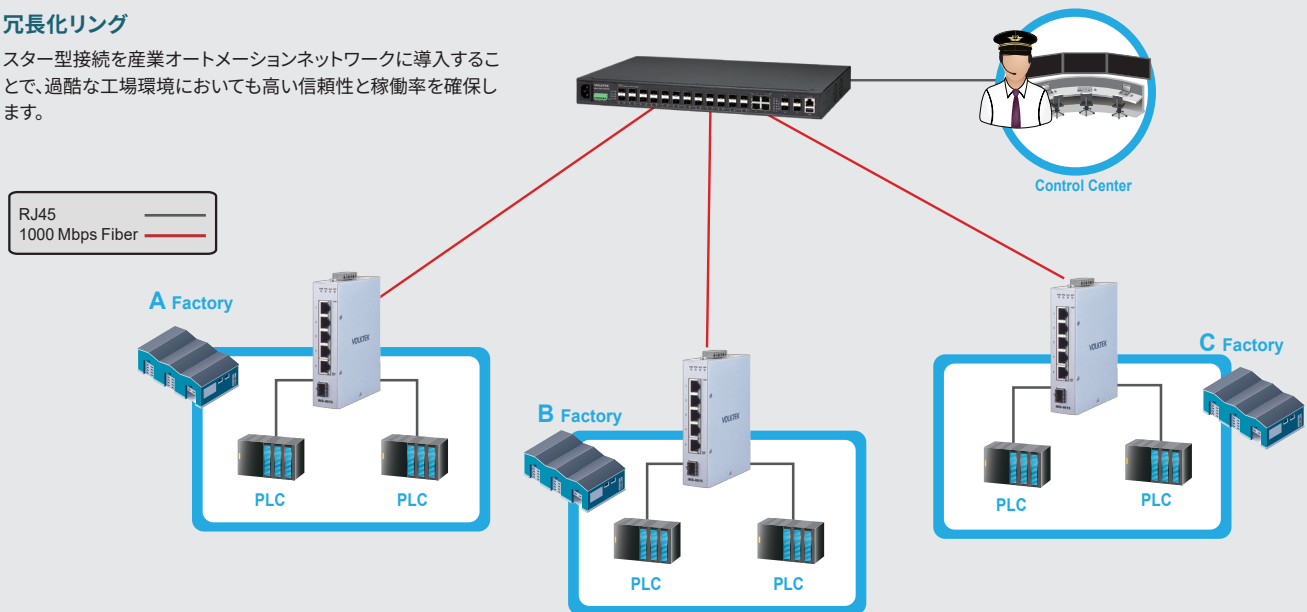 冗長化リング
スター型接続を産業オートメーションネットワークに導入するこ
とで、過酷な工場環境においても高い信頼性と稼働率を確保し
ます。
Control Center
RJ45
1000 Mbps Fiber
A Factory
VOLKTEK
PLC
PLC
B Factory
VOLKTEK
PLC
PLC
C Factory
VOLKTEK
PLC
PLC